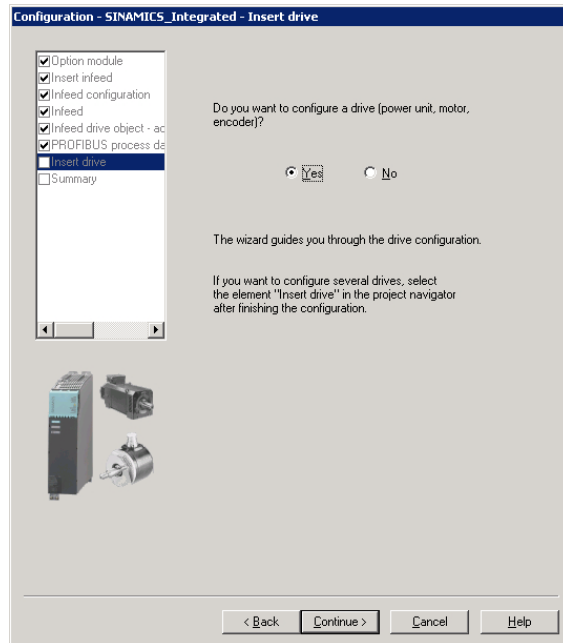 Configuration - SINAMICS_Integrated - Insert drive
Option module
Insert infeed
Infeed configuration
Infeed
Infeed drive object - ac
PROFIBUS process da
Insert drive
Summary
Do you want to configure a drive (power unit, motor,
encoder)?
Yes No
The wizard guides you through the drive configuration.
If you want to configure several drives, select
the element "Insert drive" in the project navigator
after finishing the configuration.
< Back Continue > Cancel Help